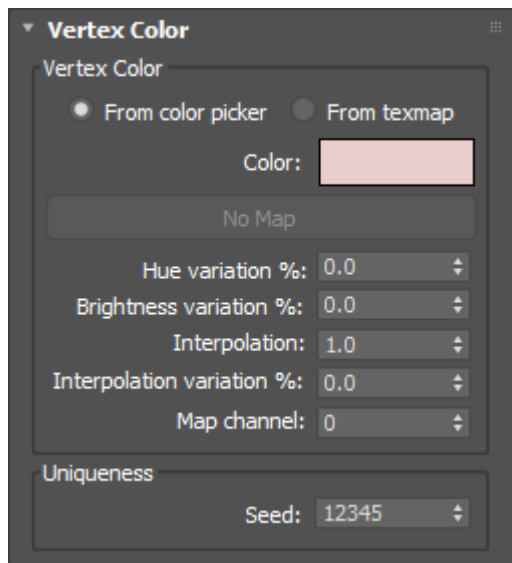 Vertex Color
Vertex Color
From color picker From texmap
Color:
No Map
Hue variation %: 0.0
Brightness variation %: 0.0
Interpolation: 1.0
Interpolation variation %: 0.0
Map channel: 0
Uniqueness
Seed: 12345